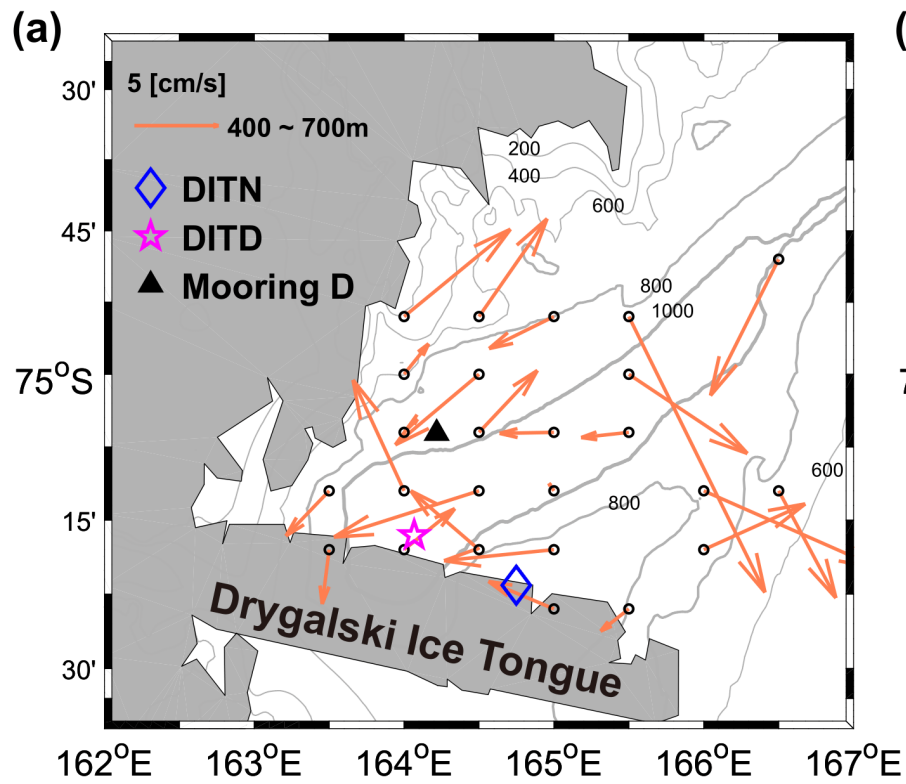 (a)
(
5 [cm/s]
400 ~ 700m
DITN
DITD
Mooring D
200
400
600
800
1000
600
800
Drygalski Ice Tongue
30'
45'
75°S
7
15'
30'
162°E 163°E 164°E 165°E 166°E 167°E